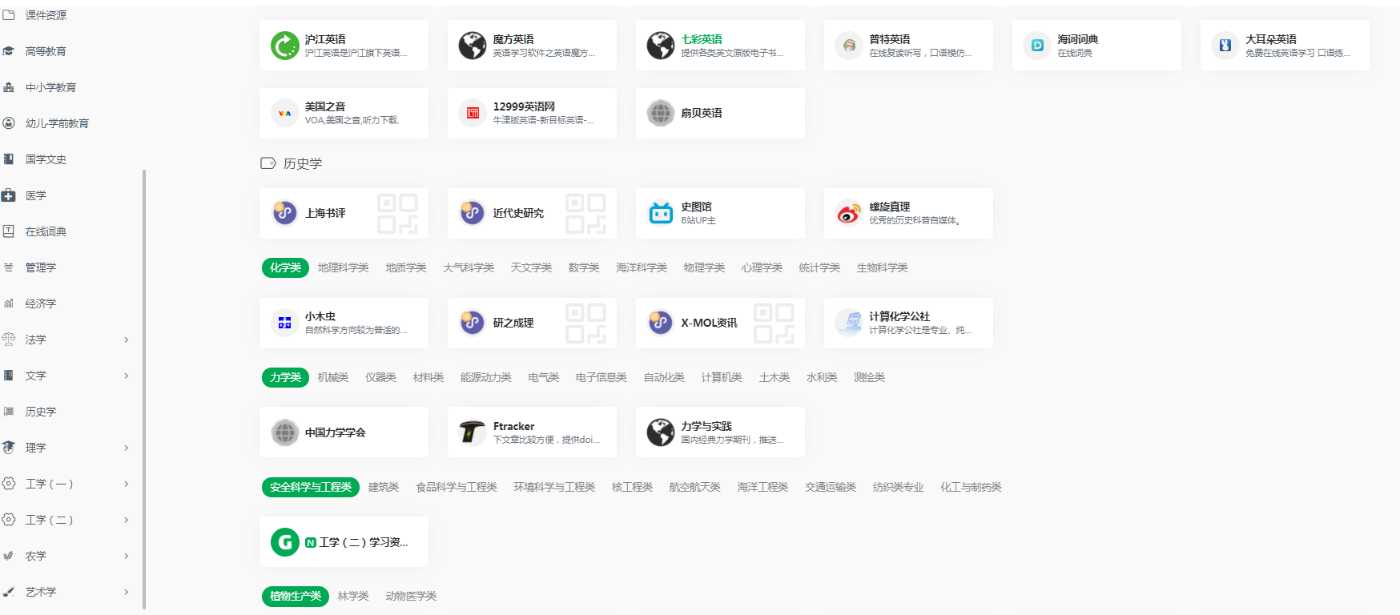 课件资源
高等教育
中小学教育
幼儿-学前教育
国学文史
医学
在线词典
管理学
经济学
法学
文学
历史学
理学
工学（一）
工学（二）
农学
艺术学
沪江英语
沪江英语是沪江旗下英语...
魔方英语
英语学习软件之英语魔方...
七彩英语
提供各类英文原版电子书...
普特英语
在线复读听写，口语模仿...
海词词典
在线词典
大耳朵英语
免费在线英语学习 口语练...
VOA
美国之音
VOA,美国之音,听力下载,
12999英语网
牛津版英语-新目标英语-...
扇贝英语
历史学
上海书评
近代史研究
史图馆
B站UP主
螺旋真理
优秀的历史科普自媒体。
化学类 地理科学类 地质学类 大气科学类 天文学类 数学类 海洋科学类 物理学类 心理学类 统计学类 生物科学类
小木虫
自然科学方向较为普适的...
研之成理
X-MOL资讯
计算化学公社
计算化学公社是专业、纯...
力学类 机械类 仪器类 材料类 能源动力类 电气类 电子信息类 自动化类 计算机类 土木类 水利类 测绘类
中国力学学会
Ftracker
下文章比较方便，提供doi...
力学与实践
国内经典力学期刊，推送...
安全科学与工程类 建筑类 食品科学与工程类 环境科学与工程类 核工程类 航空航天类 海洋工程类 交通运输类 纺织类专业 化工与制药类
G N 工学（二）学习资...
植物生产类 林学类 动物医学类